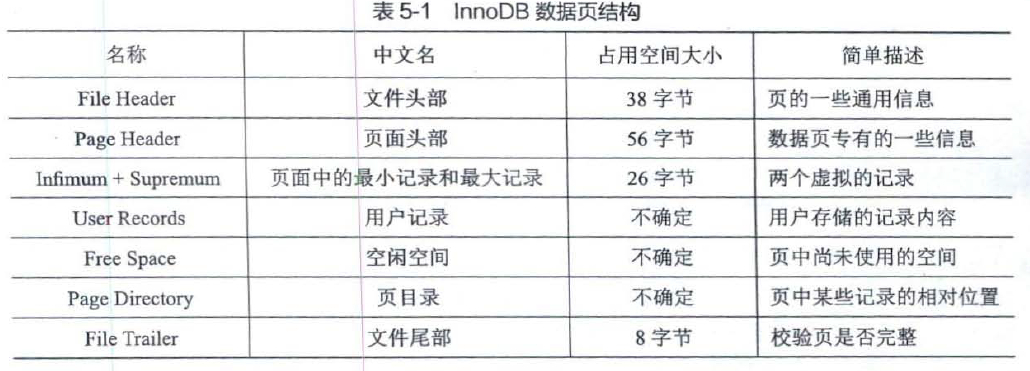 表 5-1 InnoDB 数据页结构
名称 中文名 占用空间大小 简单描述
File Header 文件头部 38 字节 页的一些通用信息
Page Header 页面头部 56 字节 数据页专有的一些信息
Infimum + Supremum 页面中的最小记录和最大记录 26 字节 两个虚拟的记录
User Records 用户记录 不确定 用户存储的记录内容
Free Space 空闲空间 不确定 页中尚未使用的空间
Page Directory 页目录 不确定 页中某些记录的相对位置
File Trailer 文件尾部 8 字节 校验页是否完整